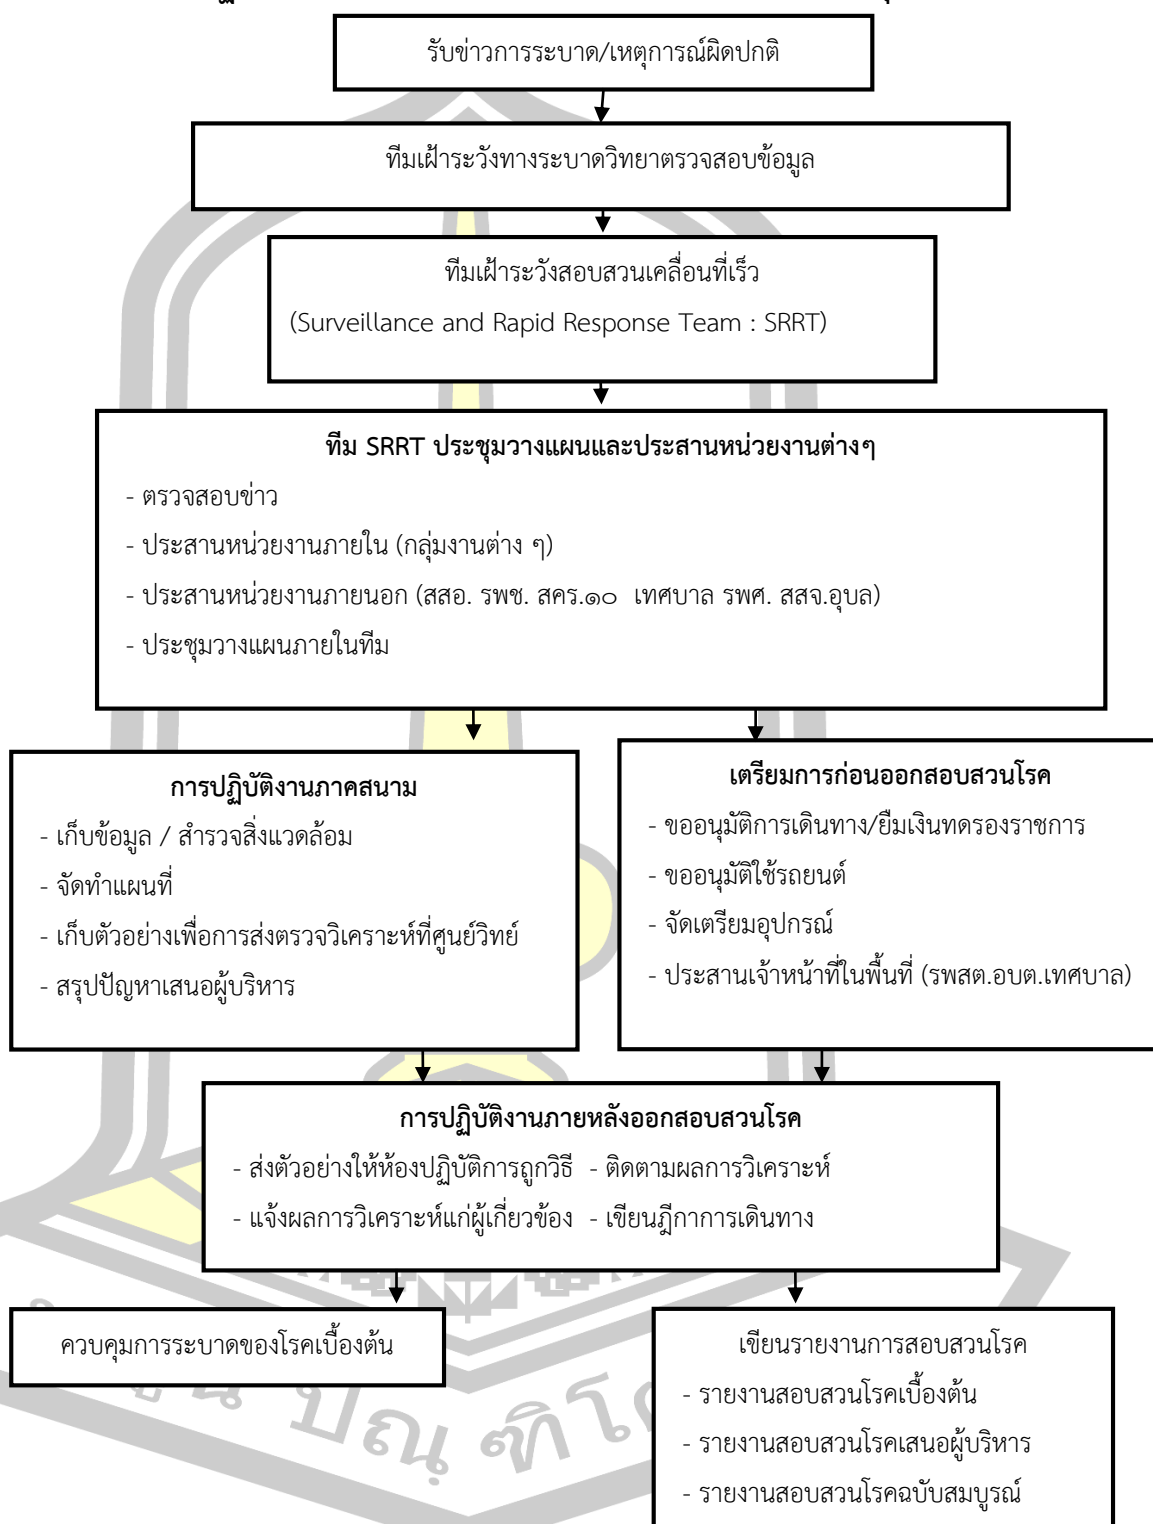 รับข่าวการระบาด/เหตุการณ์ผิดปกติ
ทีมเฝ้าระวังทางระบาดวิทยาตรวจสอบข้อมูล
ทีมเฝ้าระวังสอบสวนเคลื่อนที่เร็ว
(Surveillance and Rapid Response Team : SRRT)
ทีม SRRT ประชุมวางแผนและประสานหน่วยงานต่างๆ
- ตรวจสอบข่าว
- ประสานหน่วยงานภายใน (กลุ่มงานต่าง ๆ)
- ประสานหน่วยงานภายนอก (สสอ. รพช. สคร.๑๐ เทศบาล รพศ. สสจ.อุบล)
- ประชุมวางแผนภายในทีม
การปฏิบัติงานภาคสนาม
- เก็บข้อมูล / สำรวจสิ่งแวดล้อม
- จัดทำแผนที่
- เก็บตัวอย่างเพื่อการส่งตรวจวิเคราะห์ที่ศูนย์วิทย์
- สรุปปัญหาเสนอผู้บริหาร
เตรียมการก่อนออกสอบสวนโรค
- ขออนุมัติการเดินทาง/ยืมเงินทดรองราชการ
- ขออนุมัติใช้รถยนต์
- จัดเตรียมอุปกรณ์
- ประสานเจ้าหน้าที่ในพื้นที่ (รพสต.อบต.เทศบาล)
การปฏิบัติงานภายหลังออกสอบสวนโรค
- ส่งตัวอย่างให้ห้องปฏิบัติการถูกวิธี - ติดตามผลการวิเคราะห์
- แจ้งผลการวิเคราะห์แก่ผู้เกี่ยวข้อง - เขียนฎีกาการเดินทาง
ควบคุมการระบาดของโรคเบื้องต้น
เขียนรายงานการสอบสวนโรค
- รายงานสอบสวนโรคเบื้องต้น
- รายงานสอบสวนโรคเสนอผู้บริหาร
- รายงานสอบสวนโรคฉบับสมบูรณ์
ปณฺ ฑิโต